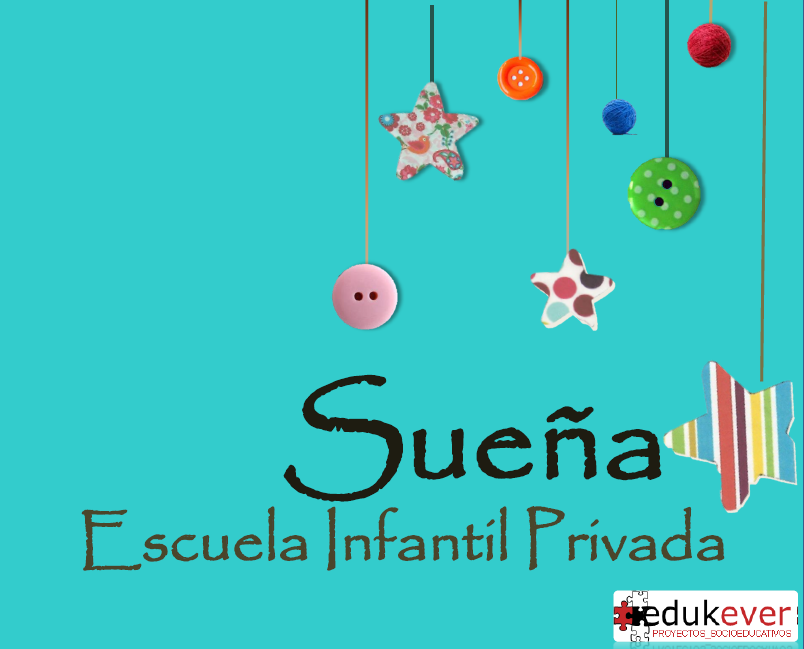 Sueña
Escuela Infantil Privada
edukever
PROYECTOS_SOCIOEDUCATIVOS